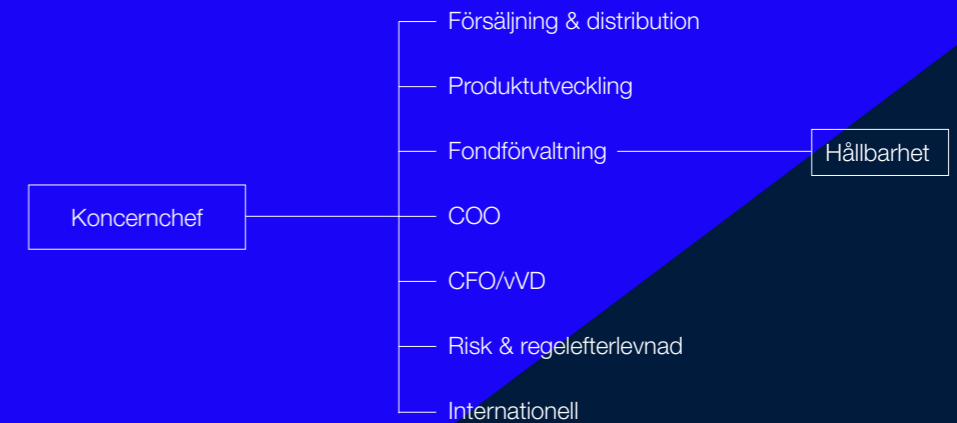 Försäljning & distribution
Produktutveckling
Fondförvaltning
Hållbarhet
Koncernchef
COO
CFO/vVD
Risk & regelefterlevnad
Internationell